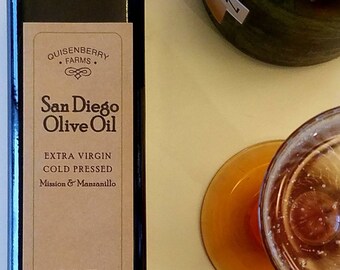 QUISENBERRY
FARMS
San Diego
Olive Oil
EXTRA VIRGIN
COLD PRESSED
Mission & Manzanillo